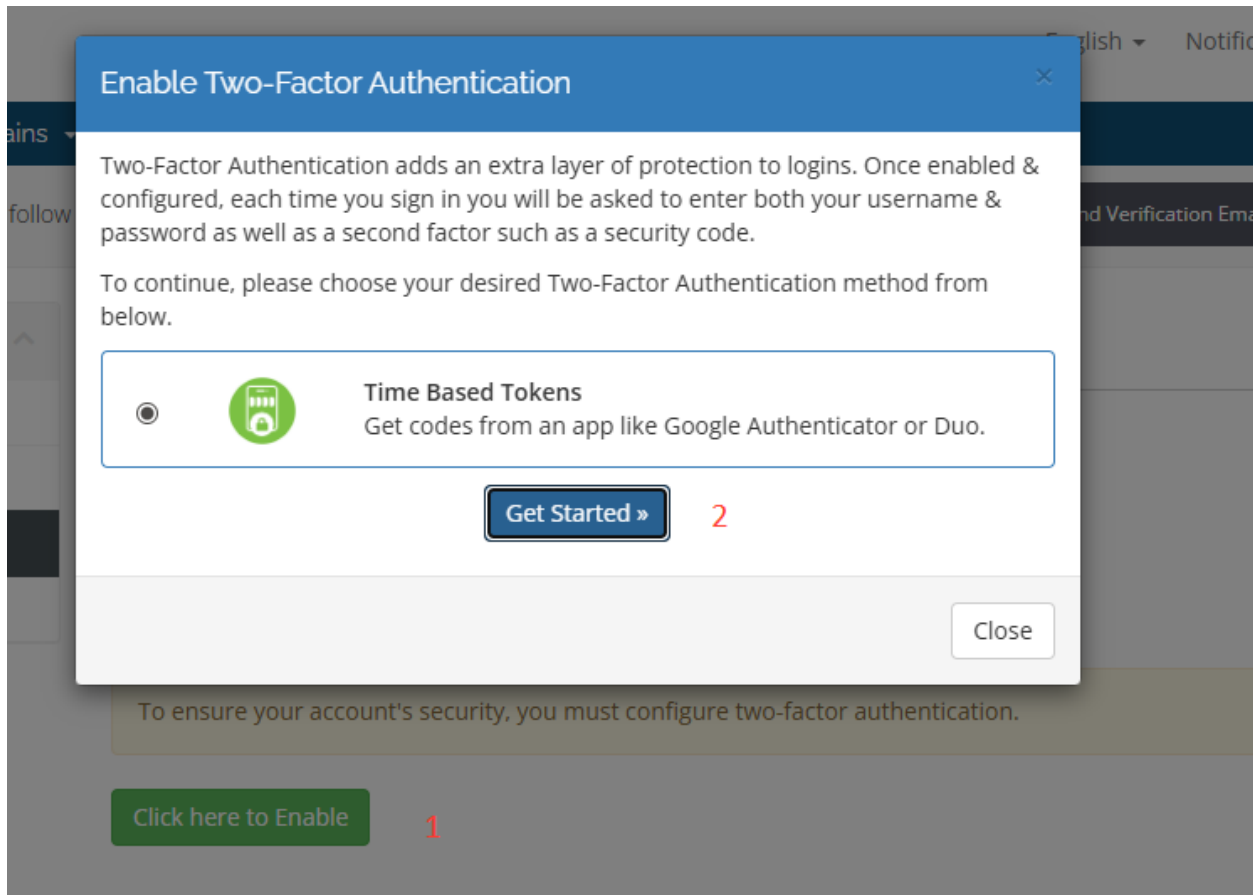 English
Notific
Enable Two-Factor Authentication
×
ains
Two-Factor Authentication adds an extra layer of protection to logins. Once enabled &
configured, each time you sign in you will be asked to enter both your username &
password as well as a second factor such as a security code.
follow
nd Verification Ema
To continue, please choose your desired Two-Factor Authentication method from
below.
Time Based Tokens
Get codes from an app like Google Authenticator or Duo.
Get Started »
2
Close
To ensure your account's security, you must configure two-factor authentication.
Click here to Enable
1